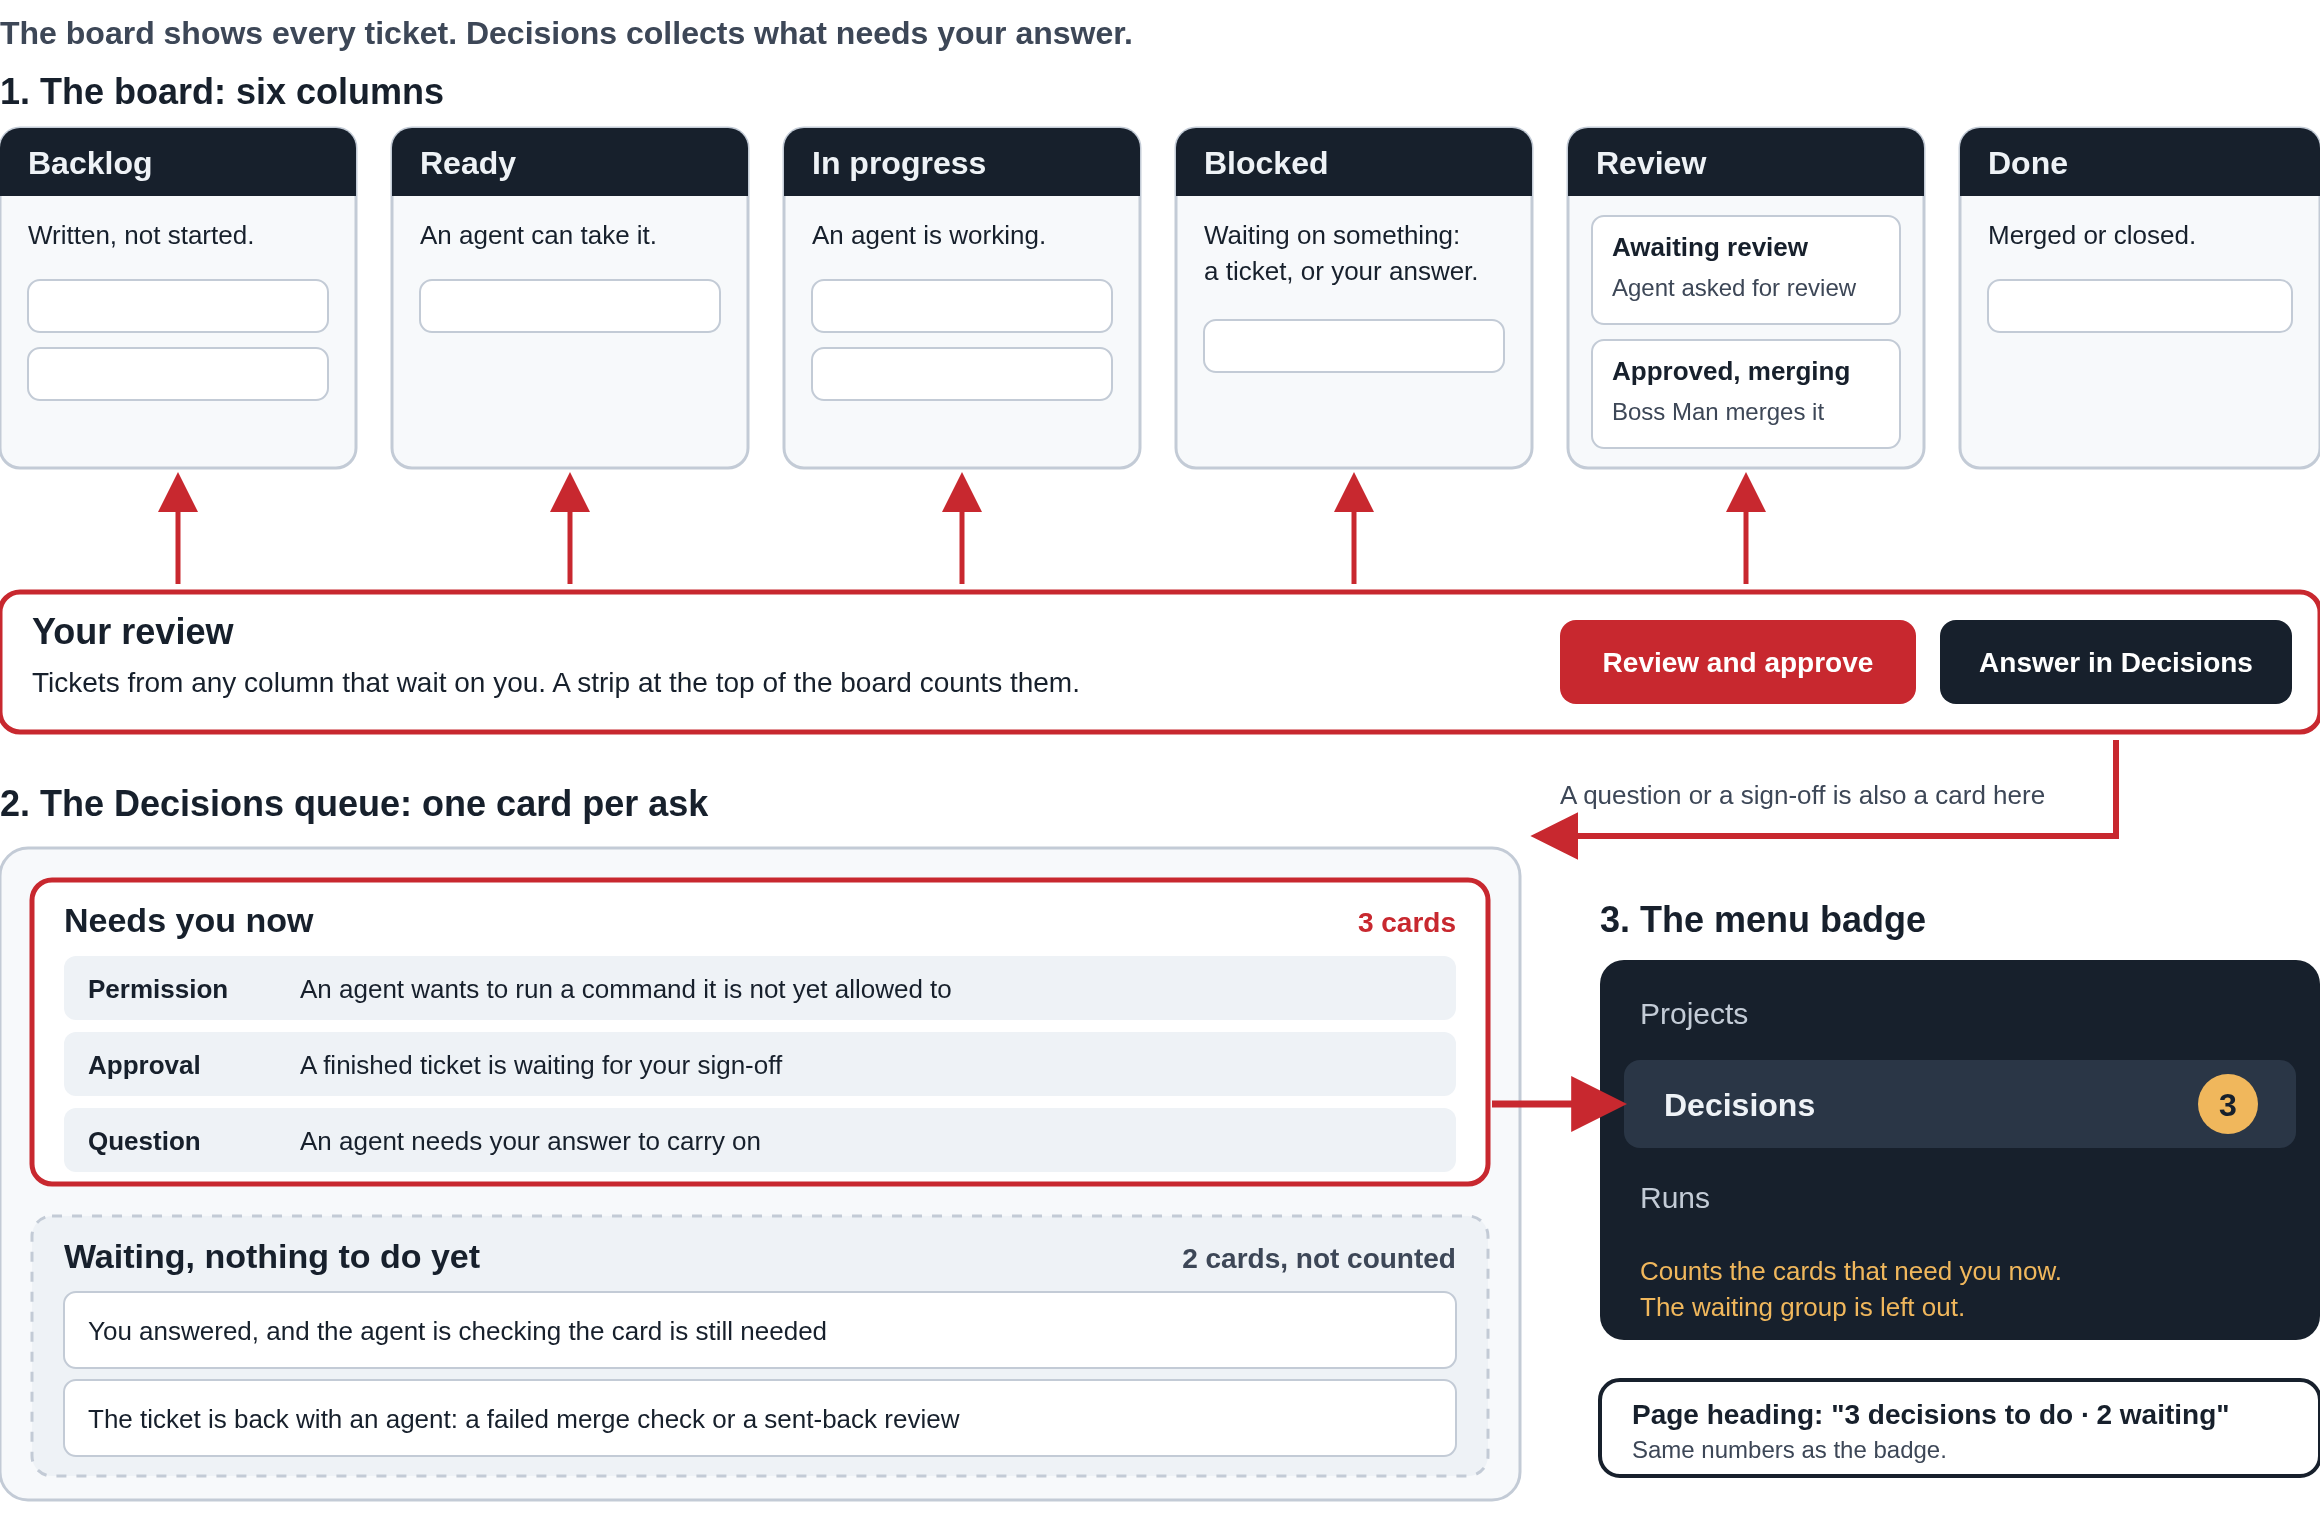 The board shows every ticket. Decisions collects what needs your answer.
1. The board: six columns
Backlog
Written, not started.
Ready
An agent can take it.
In progress
An agent is working.
Blocked
Waiting on something:
a ticket, or your answer.
Review
Awaiting review
Agent asked for review
Approved, merging
Boss Man merges it
Done
Merged or closed.
Your review
Tickets from any column that wait on you. A strip at the top of the board counts them.
Review and approve
Answer in Decisions
A question or a sign-off is also a card here
2. The Decisions queue: one card per ask
Needs you now
3 cards
Permission
An agent wants to run a command it is not yet allowed to
Approval
A finished ticket is waiting for your sign-off
Question
An agent needs your answer to carry on
Waiting, nothing to do yet
2 cards, not counted
You answered, and the agent is checking the card is still needed
The ticket is back with an agent: a failed merge check or a sent-back review
3. The menu badge
Projects
Decisions
3
Runs
Counts the cards that need you now.
The waiting group is left out.
Page heading: "3 decisions to do · 2 waiting"
Same numbers as the badge.